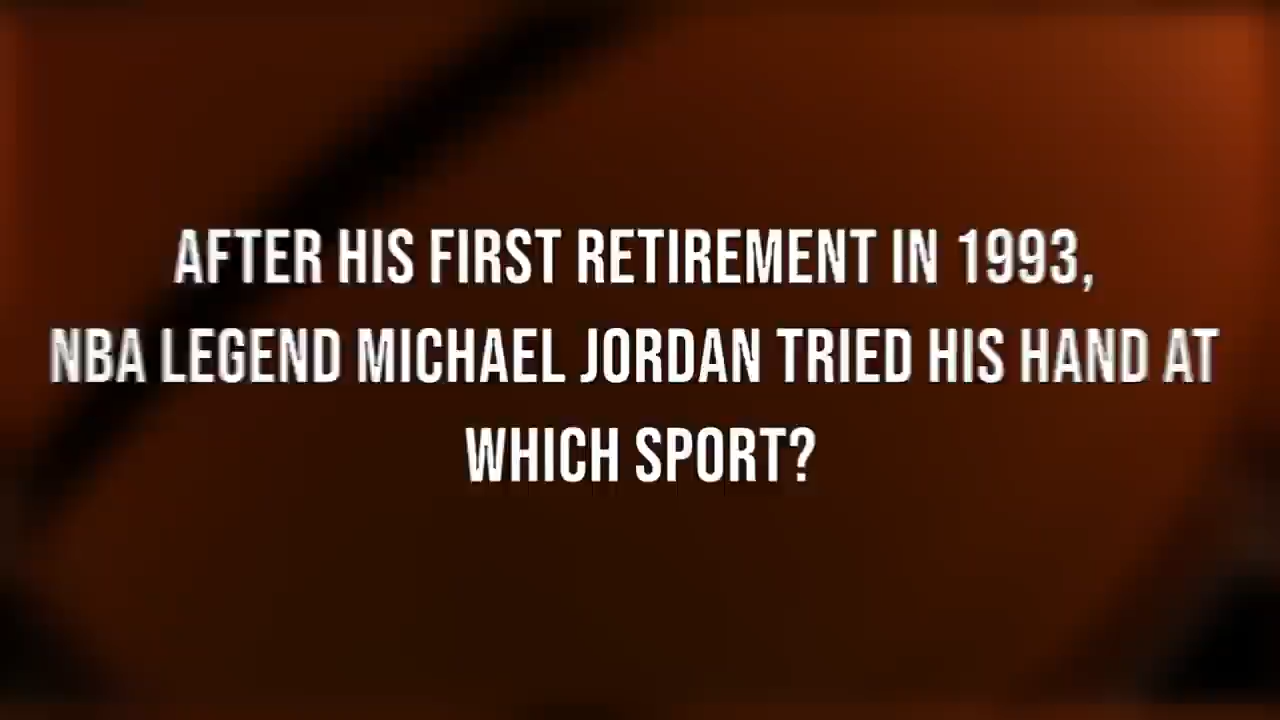 AFTER HIS FIRST RETIREMENT IN 1993,
NBA LEGEND MICHAEL JORDAN TRIED HIS HAND AT
WHICH SPORT?